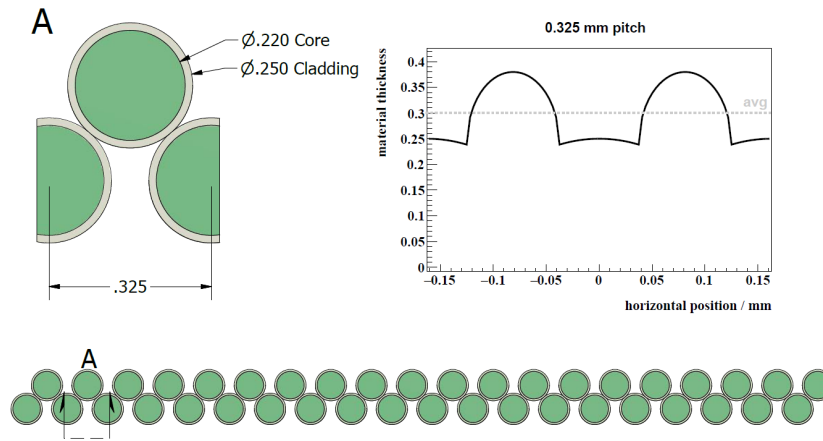 A
Ø.220 Core
Ø.250 Cladding
.325
0.325 mm pitch
material thickness
0.4
0.35
0.3
0.25
0.2
0.15
0.1
0.05
0
avg
−0.15
−0.1
−0.05
0
0.05
0.1
0.15
horizontal position / mm
A